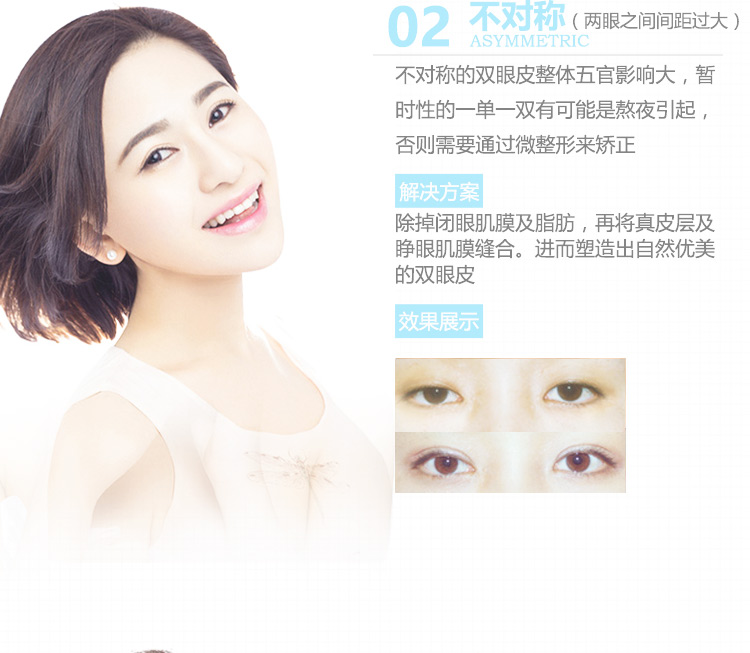 02 不对称（两眼之间间距过大）
ASYMMETRIC
不对称的双眼皮整体五官影响大，暂
时性的一单一双有可能是熬夜引起，
否则需要通过微整形来矫正
解决方案
除掉闭眼肌膜及脂肪，再将真皮层及
睁眼肌膜缝合。进而塑造出自然优美
的双眼皮
效果展示